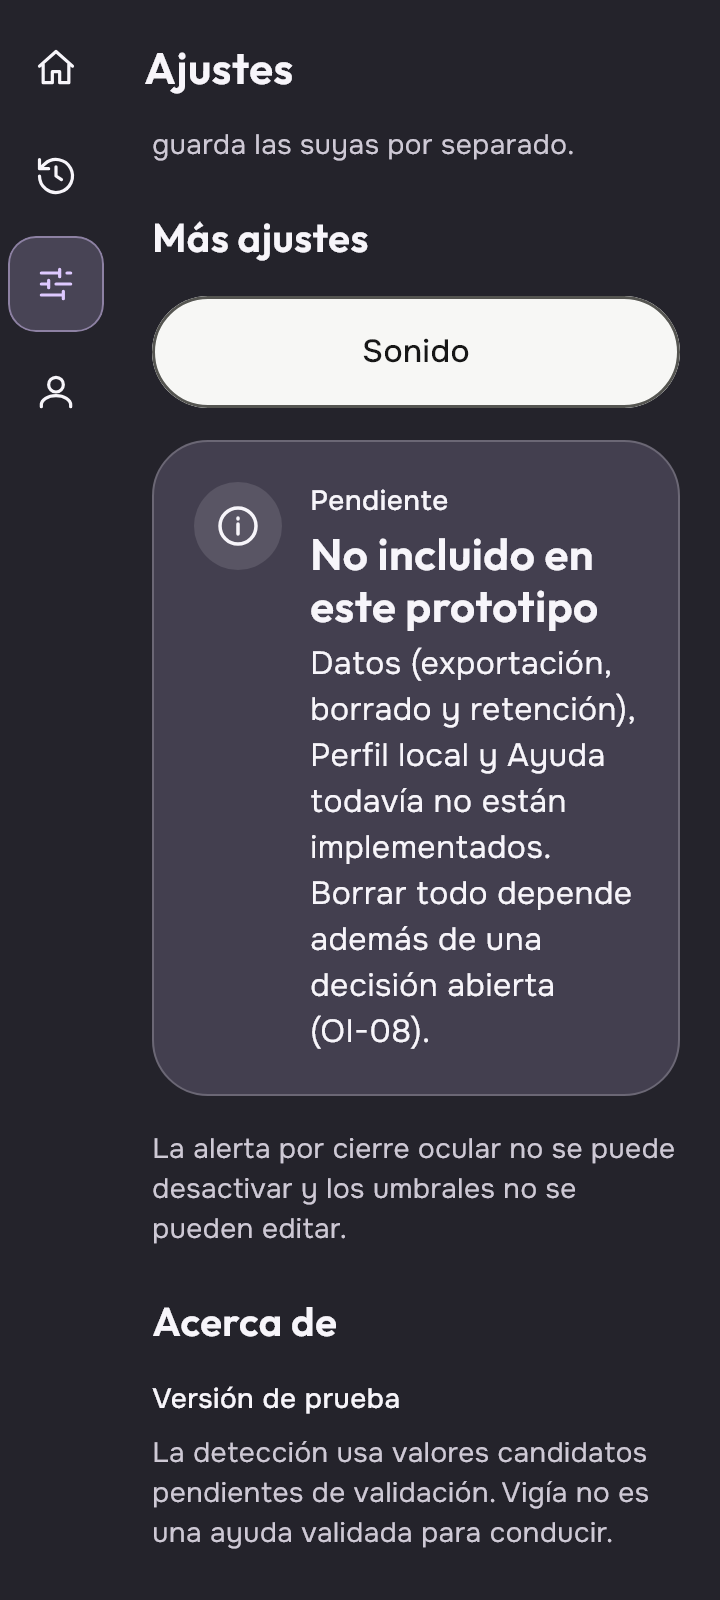 Ajustes
guarda las suyas por separado.
Más ajustes
Sonido
Pendiente
No incluido en
este prototipo
Datos (exportación,
borrado y retención),
Perfil local y Ayuda
todavía no están
implementados.
Borrar todo depende
además de una
decisión abierta
(OI-08).
La alerta por cierre ocular no se puede
desactivar y los umbrales no se
pueden editar.
Acerca de
Versión de prueba
La detección usa valores candidatos
pendientes de validación. Vigía no es
una ayuda validada para conducir.